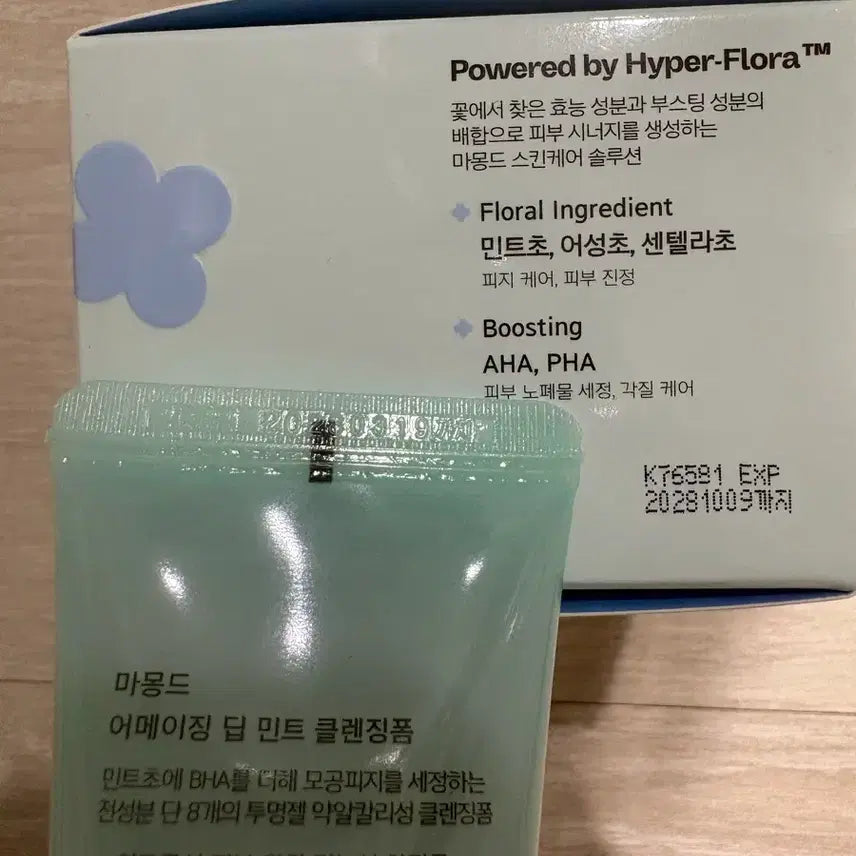 Powered by Hyper-Flora™
꽃에서 찾은 효능 성분과 부스팅 성분의
배합으로 피부 시너지를 생성하는
마몽드 스킨케어 솔루션
Floral Ingredient
민트초, 어성초, 센텔라초
피지 케어, 피부 진정
Boosting
AHA, PHA
피부 노폐물 세정, 각질 케어
K76581 EXP
20281009까지
마몽드
어메이징 딥 민트 클렌징폼
민트초에 BHA를 더해 모공피지를 세정하는
전성분 단 8개의 투명젤 약알칼리성 클렌징폼